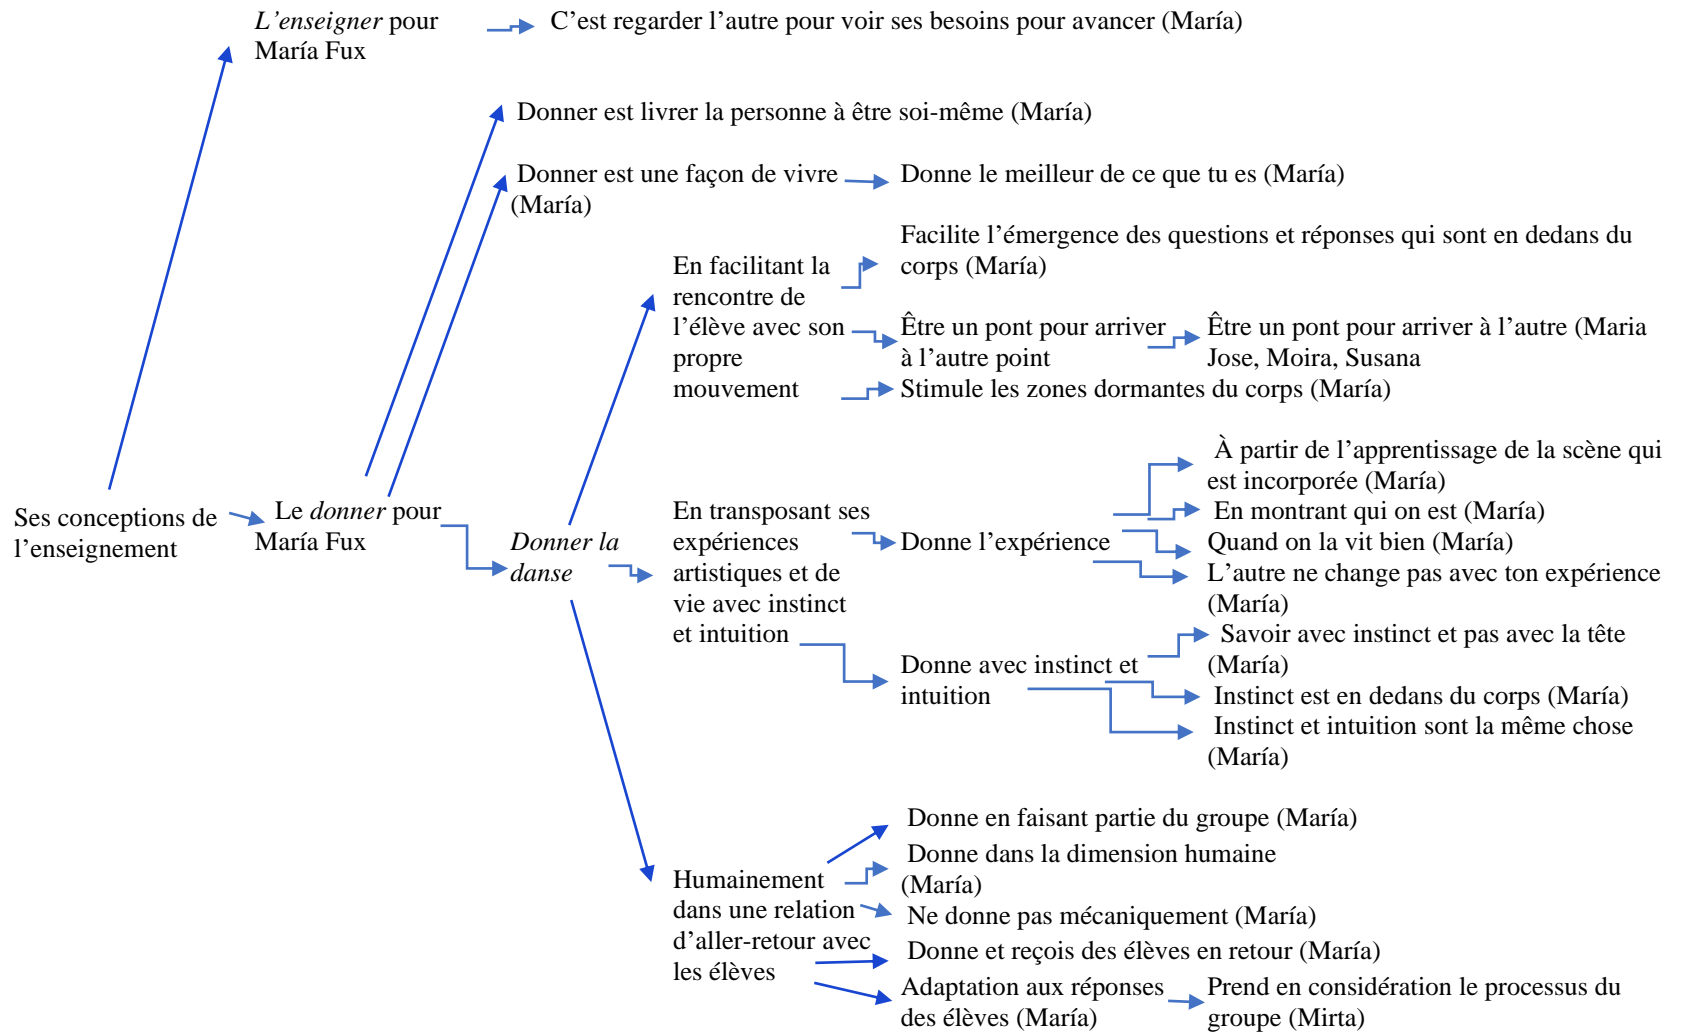 L’enseigner pour
María Fux
C’est regarder l’autre pour voir ses besoins pour avancer (María)
Donner est livrer la personne à être soi-même (María)
Donner est une façon de vivre
(María)
Donne le meilleur de ce que tu es (María)
Facilite l’émergence des questions et réponses qui sont en dedans du
corps (María)
En facilitant la
rencontre de
l’élève avec son
propre
mouvement
Être un pont pour arriver
à l’autre point
Être un pont pour arriver à l’autre (Maria
Jose, Moira, Susana
Stimule les zones dormantes du corps (María)
Ses conceptions de
l’enseignement
Le donner pour
María Fux
Donner la
danse
En transposant ses
expériences
artistiques et de
vie avec instinct
et intuition
Donne l’expérience
À partir de l’apprentissage de la scène qui
est incorporée (María)
En montrant qui on est (María)
Quand on la vit bien (María)
L’autre ne change pas avec ton expérience
(María)
Donne avec instinct et
intuition
Savoir avec instinct et pas avec la tête
(María)
Instinct est en dedans du corps (María)
Instinct et intuition sont la même chose
(María)
Humainement
dans une relation
d’aller-retour avec
les élèves
Donne en faisant partie du groupe (María)
Donne dans la dimension humaine
(María)
Ne donne pas mécaniquement (María)
Donne et reçois des élèves en retour (María)
Adaptation aux réponses
des élèves (María)
Prend en considération le processus du
groupe (Mirta)